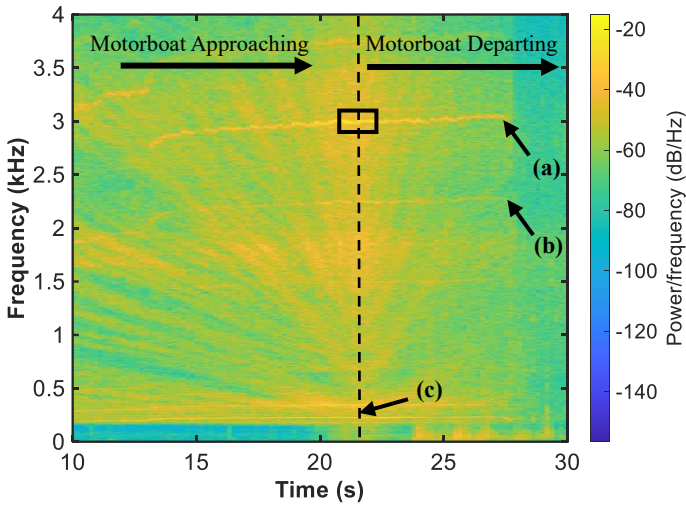 Motorboat Approaching
Motorboat Departing
(a)
(b)
(c)
4
3.5
3
2.5
2
1.5
1
0.5
0
Frequency (kHz)
10
15
20
25
30
Time (s)
-20
-40
-60
-80
-100
-120
-140
Power/frequency (dB/Hz)